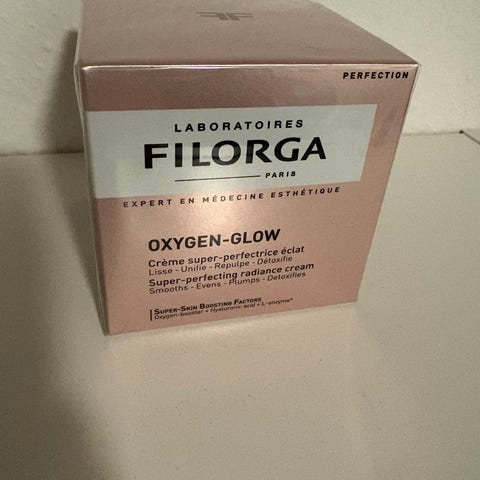 PERFECTION
LABORATOIRES
FILORGA
PARIS
EXPERT EN MÉDECINE ESTHÉTIQUE
OXYGEN-GLOW
Crème super-perfectrice éclat
Lisse - Unifie - Repulpe - Détoxifie
Super-perfecting radiance cream
Smooths - Evens - Plumps - Detoxifies
SUPER-SKIN BOOSTING FACTORS
Oxygen-booster + Hyaluronic acid + L-enzyme*